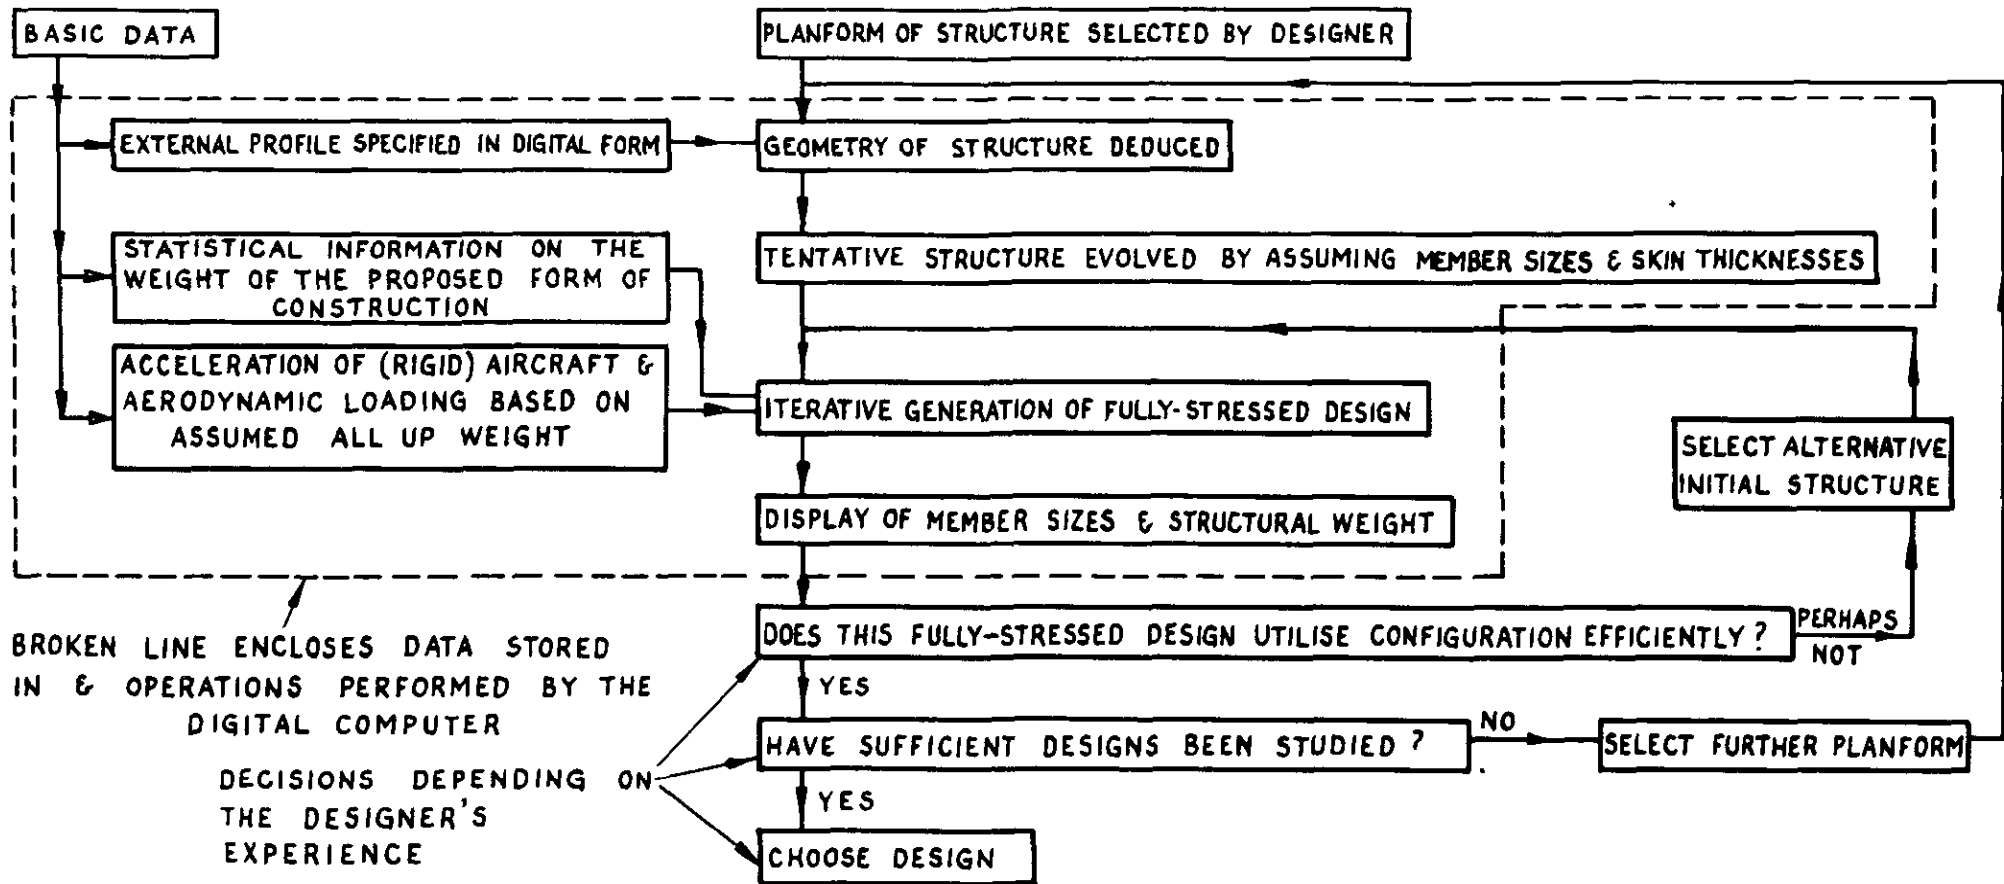 BASIC DATA
PLANFORM OF STRUCTURE SELECTED BY DESIGNER
EXTERNAL PROFILE SPECIFIED IN DIGITAL FORM
GEOMETRY OF STRUCTURE DEDUCED
STATISTICAL INFORMATION ON THE
WEIGHT OF THE PROPOSED FORM OF
CONSTRUCTION
TENTATIVE STRUCTURE EVOLVED BY ASSUMING MEMBER SIZES & SKIN THICKNESSES
ACCELERATION OF (RIGID) AIRCRAFT &
AERODYNAMIC LOADING BASED ON
ASSUMED ALL UP WEIGHT
ITERATIVE GENERATION OF FULLY-STRESSED DESIGN
SELECT ALTERNATIVE
INITIAL STRUCTURE
DISPLAY OF MEMBER SIZES & STRUCTURAL WEIGHT
BROKEN LINE ENCLOSES DATA STORED
IN & OPERATIONS PERFORMED BY THE
DIGITAL COMPUTER
DOES THIS FULLY-STRESSED DESIGN UTILISE CONFIGURATION EFFICIENTLY?
PERHAPS
NOT
YES
HAVE SUFFICIENT DESIGNS BEEN STUDIED?
NO
SELECT FURTHER PLANFORM
DECISIONS DEPENDING ON
THE DESIGNER'S
EXPERIENCE
YES
CHOOSE DESIGN